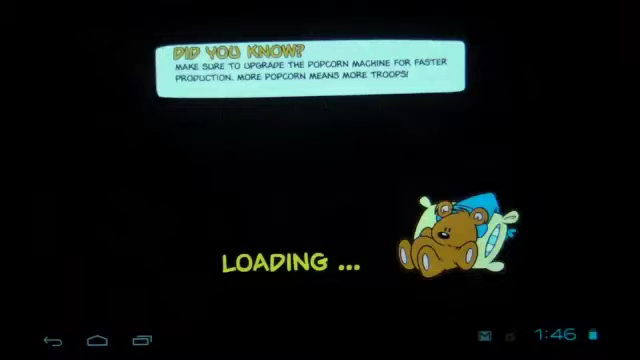 DID YOU KNOW?
MAKE SURE TO UPGRADE THE POPCORN MACHINE FOR FASTER
PRODUCTION. MORE POPCORN MEANS MORE TROOPS!
LOADING ...
1:46